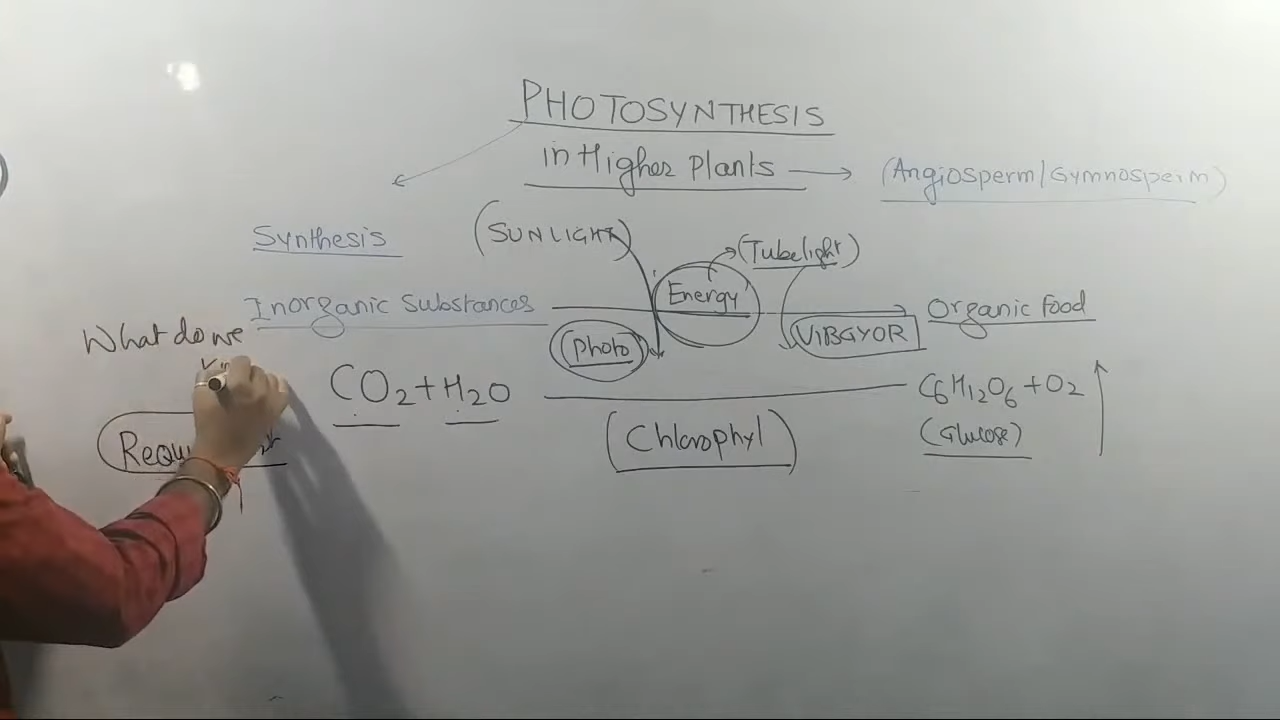 PHOTOSYNTHESIS
in Higher Plants → (Angiosperm/Gymnosperm)
Synthesis
(SUNLIGHT)
(Tubelight)
Inorganic Substances
Energy
Organic Food
What do we
(Photo)
VIBGYOR
CO2+H2O
C6H12O6+O2
(Chlorophyl)
(Glucose)